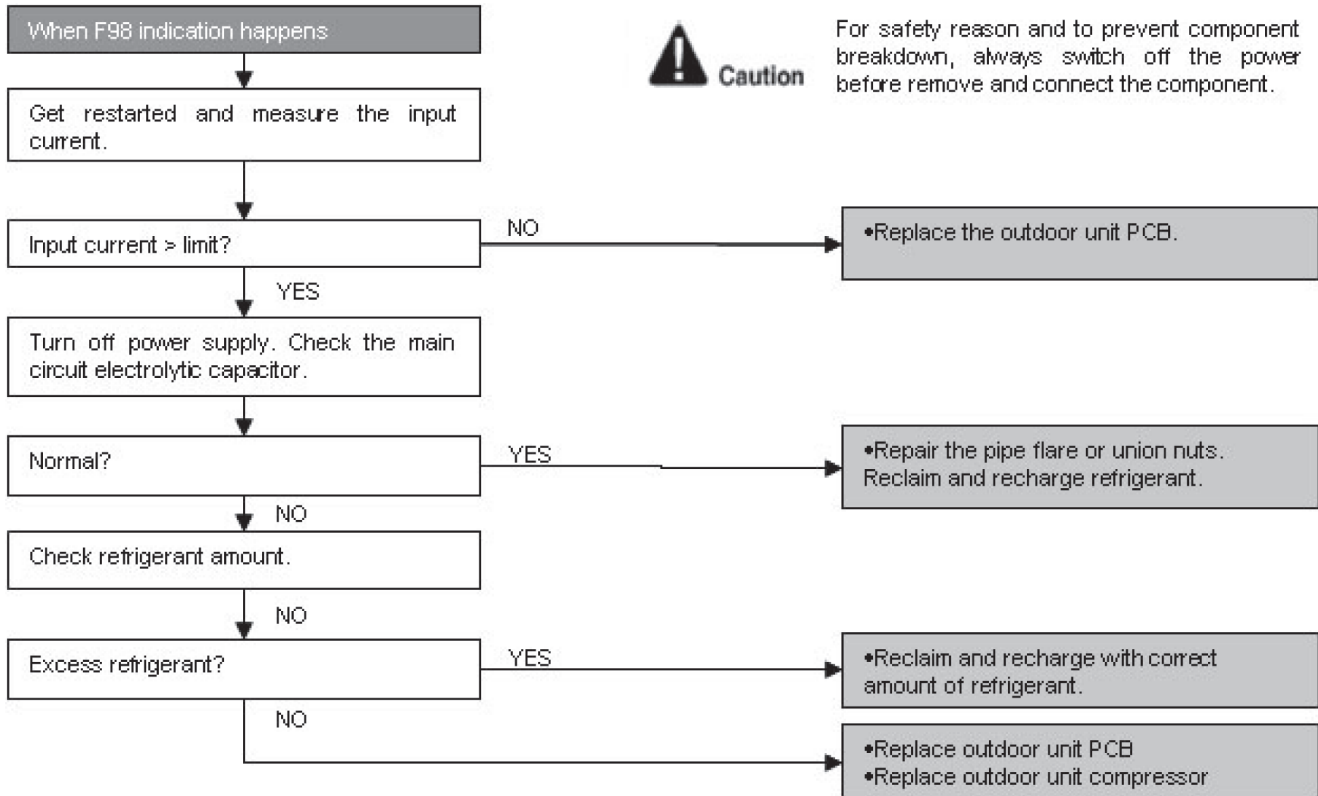 When F98 indication happens
Caution
For safety reason and to prevent component
breakdown, always switch off the power
before remove and connect the component.
Get restarted and measure the input
current.
Input current > limit?
NO
•Replace the outdoor unit PCB.
YES
Turn off power supply. Check the main
circuit electrolytic capacitor.
Normal?
YES
•Repair the pipe flare or union nuts.
Reclaim and recharge refrigerant.
NO
Check refrigerant amount.
NO
Excess refrigerant?
YES
•Reclaim and recharge with correct
amount of refrigerant.
NO
•Replace outdoor unit PCB
•Replace outdoor unit compressor